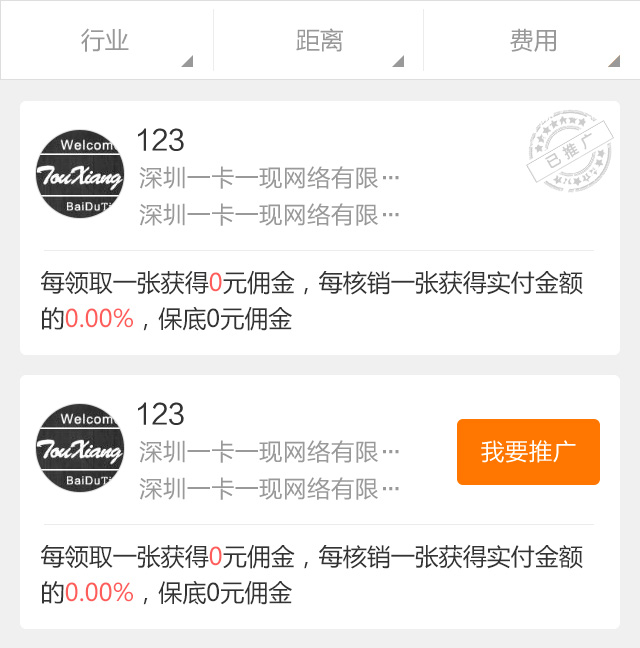 行业 距离 费用
Welcom
TouXiang
BaiDuTi
123
深圳一卡一现网络有限…
深圳一卡一现网络有限…
已推广
每领取一张获得0元佣金，每核销一张获得实付金额
的0.00%，保底0元佣金
Welcom
TouXiang
BaiDuTi
123
深圳一卡一现网络有限…
深圳一卡一现网络有限…
我要推广
每领取一张获得0元佣金，每核销一张获得实付金额
的0.00%，保底0元佣金